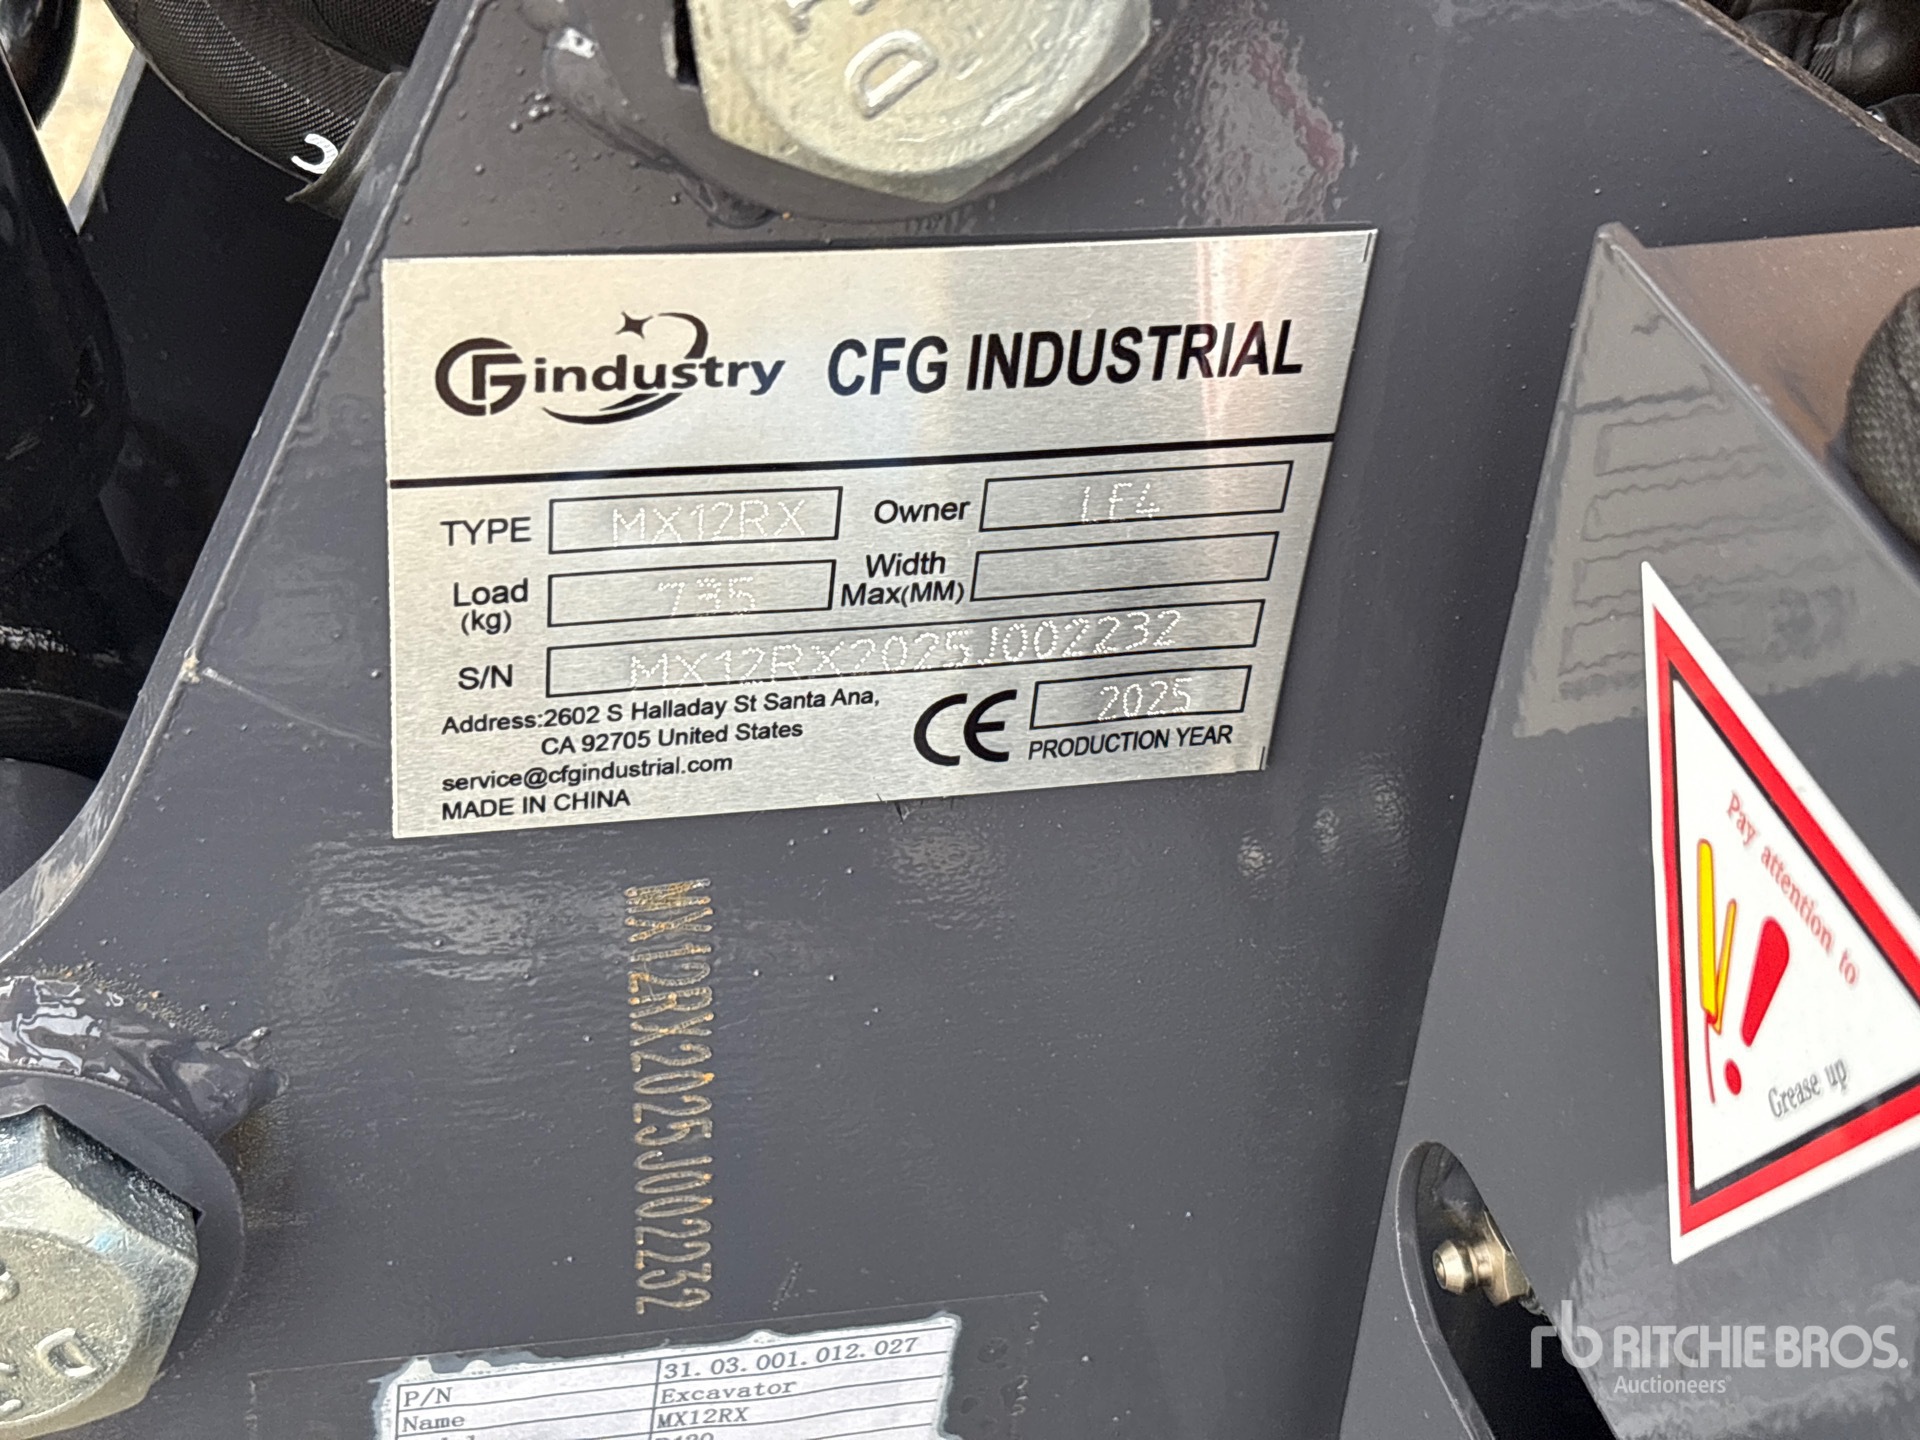 CFG industry CFG INDUSTRIAL
TYPE MX12RX Owner LF4
Load (kg) 735 Width Max(MM)
S/N MX12RX2025J002232
Address:2602 S Halladay St Santa Ana,
CA 92705 United States
service@cfgindustrial.com
MADE IN CHINA
CE 2025
PRODUCTION YEAR
MX12RX2025J002232
Pay attention to
Grease up
P/N 31.03.001.012.027
Name Excavator
MX12RX
RITCHIE BROS.
Auctioneers